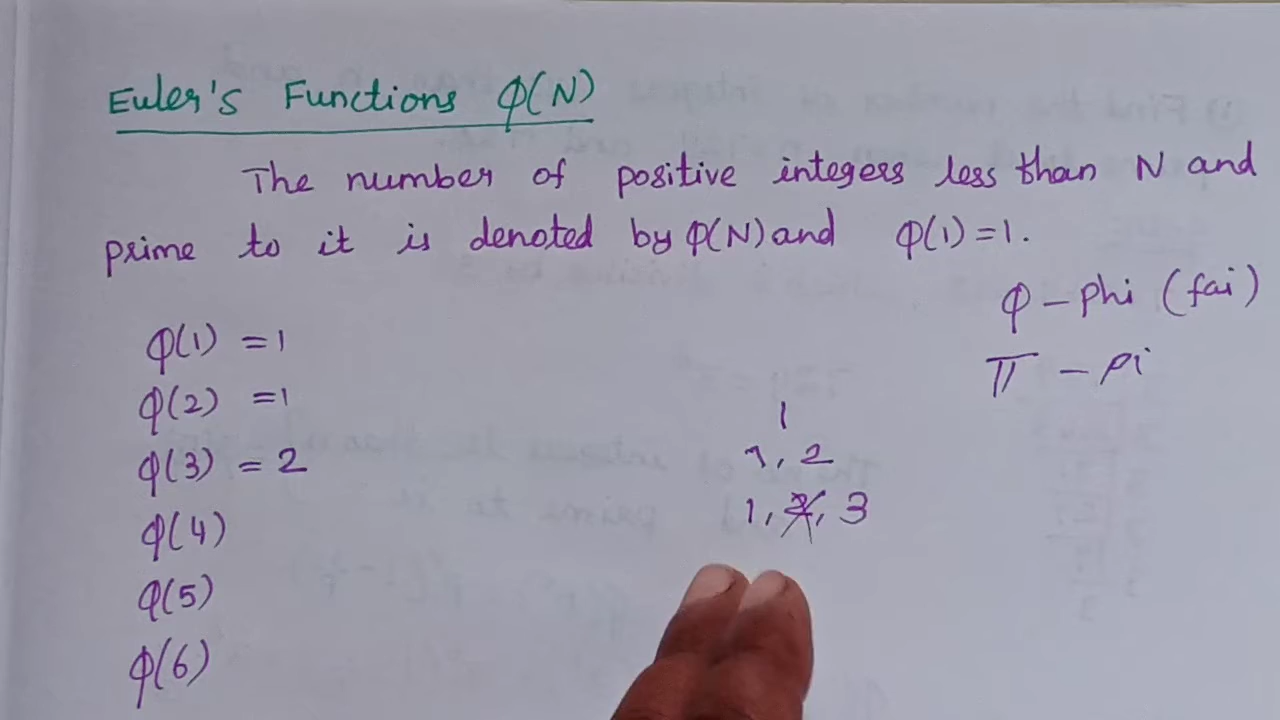 Euler's Functions φ(N)
The number of positive integers less than N and
prime to it is denoted by φ(N) and φ(1)=1.
φ - phi (fai)
π - pi
φ(1) = 1
φ(2) = 1
φ(3) = 2
φ(4)
φ(5)
φ(6)
1
1, 2
1, 2, 3